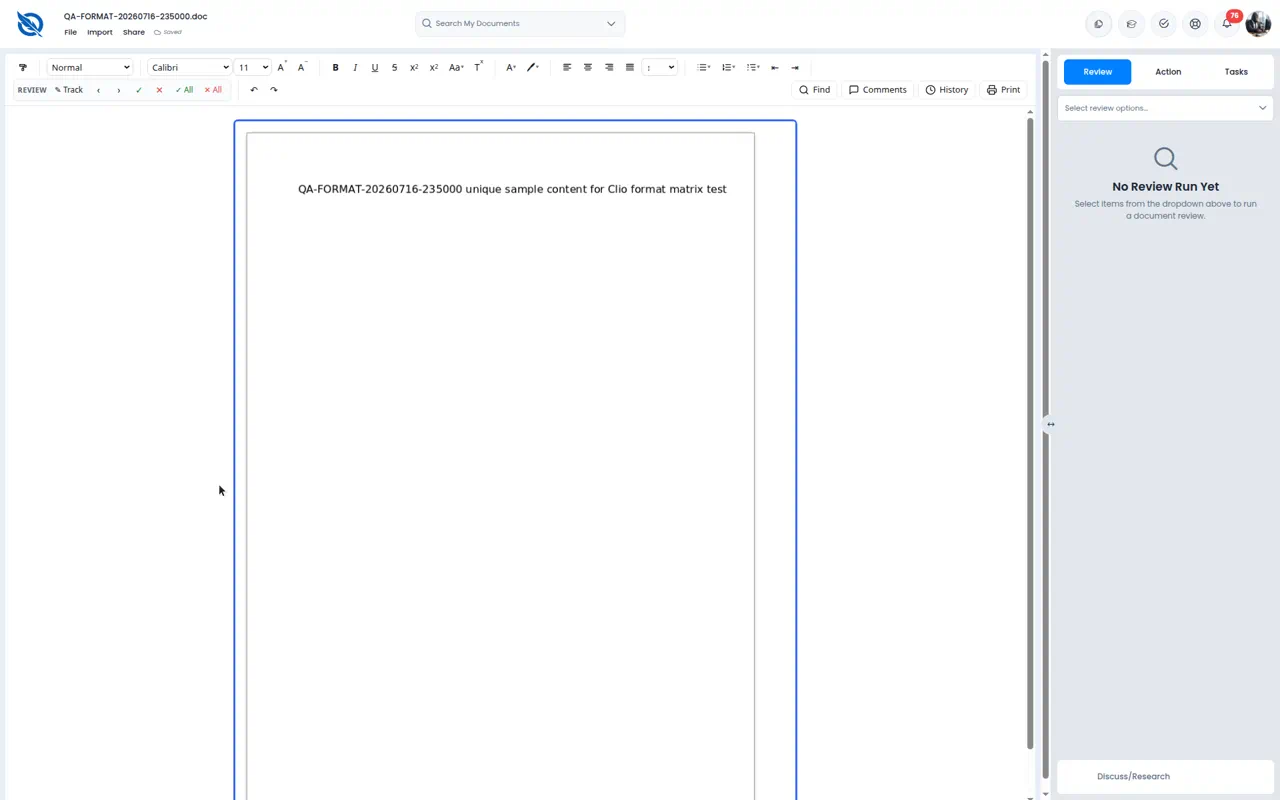 QA-FORMAT-20260716-235000.doc
File Import Share Saved
Search My Documents
76
Normal Calibri 11 A A B I U S x² x² Aa T A
REVIEW Track ‹ › ✓ ✕ ✓ All ✕ All
Find Comments History Print
QA-FORMAT-20260716-235000 unique sample content for Clio format matrix test
Review Action Tasks
Select review options...
No Review Run Yet
Select items from the dropdown above to run
a document review.
Discuss/Research